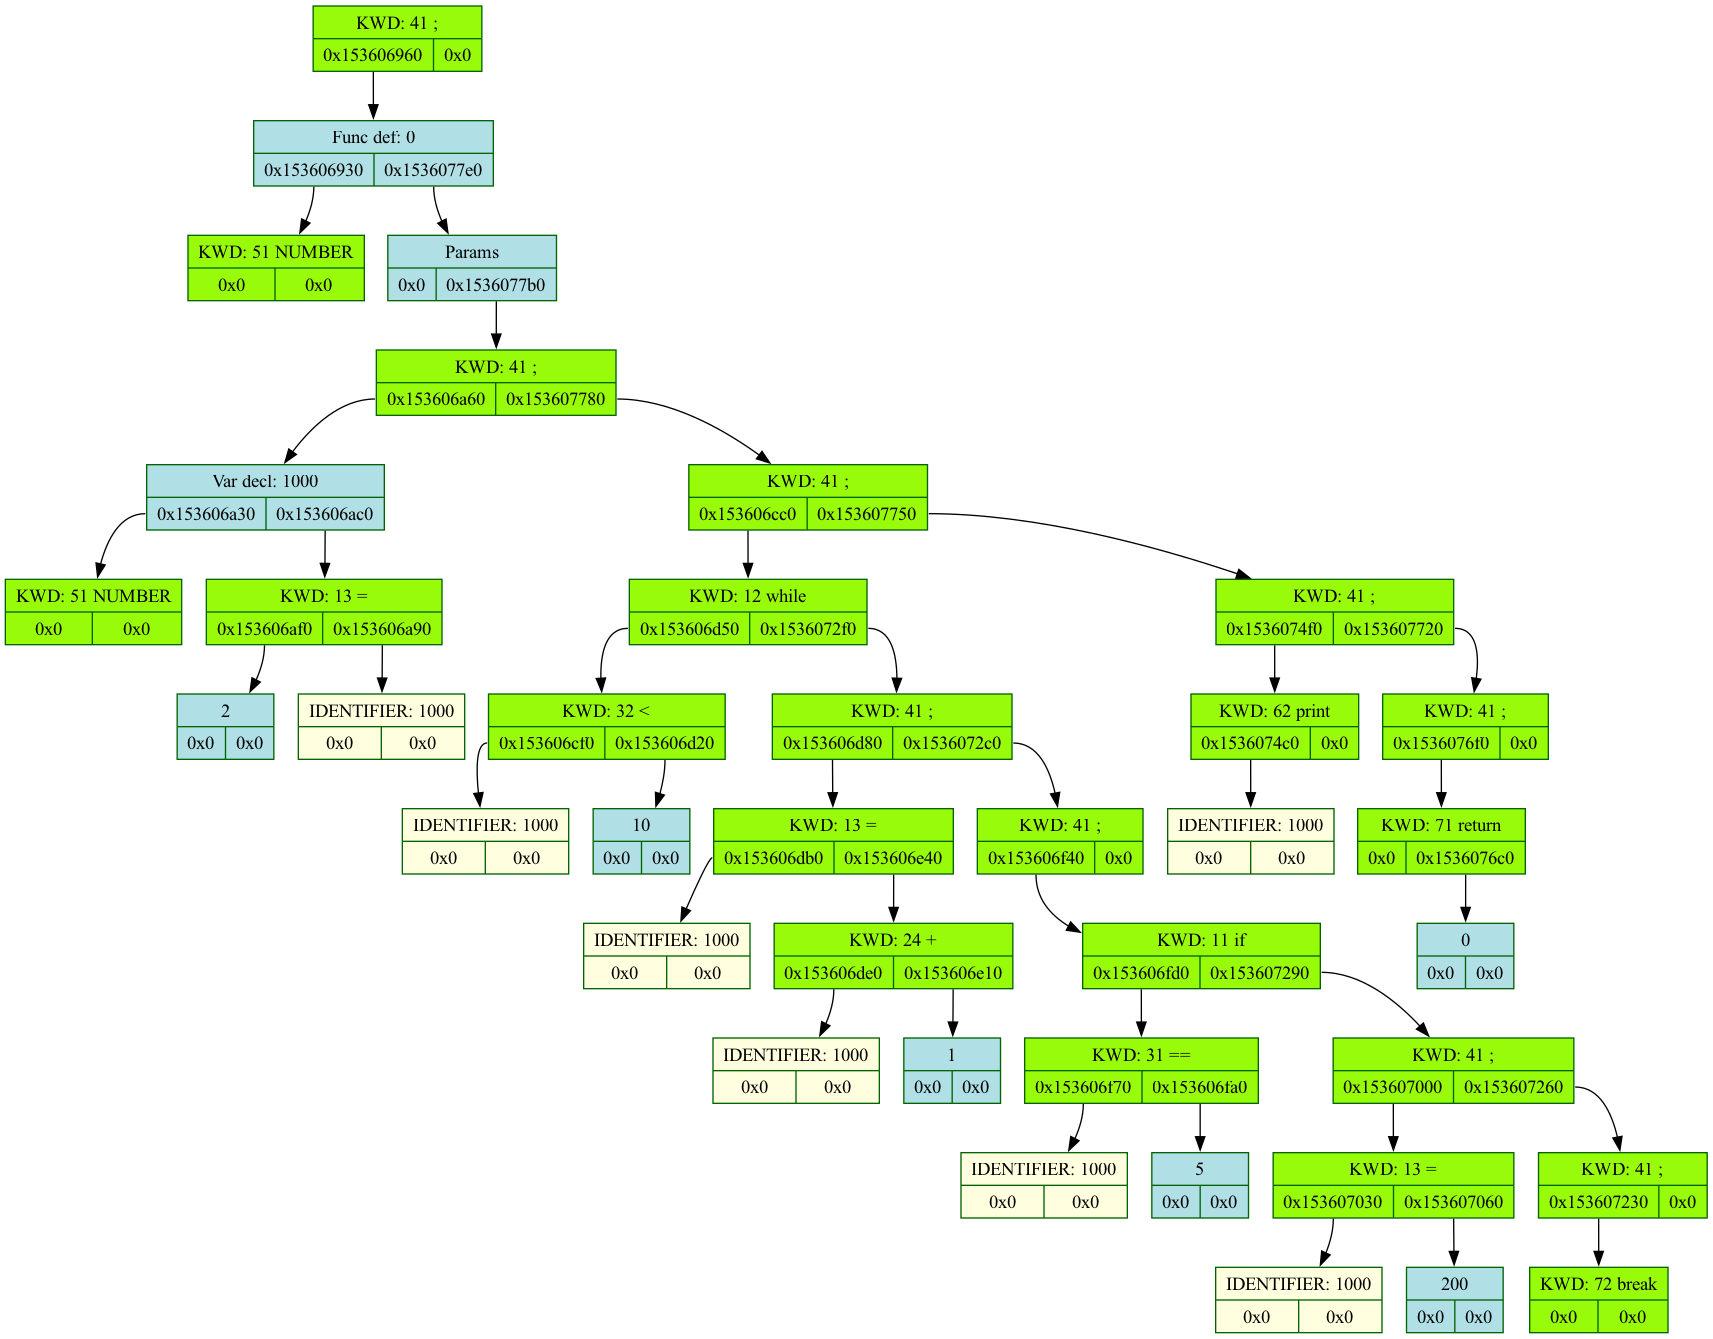 KWD: 41 ;
0x153606960 0x0
Func def: 0
0x153606930 0x1536077e0
KWD: 51 NUMBER Params
0x0 0x0 0x0 0x1536077b0
KWD: 41 ;
0x153606a60 0x153607780
Var decl: 1000 KWD: 41 ;
0x153606a30 0x153606ac0 0x153606cc0 0x153607750
KWD: 51 NUMBER KWD: 13 = KWD: 12 while KWD: 41 ;
0x0 0x0 0x153606af0 0x153606a90 0x153606d50 0x1536072f0 0x1536074f0 0x153607720
2 IDENTIFIER: 1000 KWD: 32 < KWD: 41 ; KWD: 62 print KWD: 41 ;
0x0 0x0 0x0 0x0 0x153606cf0 0x153606d20 0x153606d80 0x1536072c0 0x1536074c0 0x0 0x1536076f0 0x0
IDENTIFIER: 1000 10 KWD: 13 = KWD: 41 ; IDENTIFIER: 1000 KWD: 71 return
0x0 0x0 0x0 0x0 0x153606db0 0x153606e40 0x153606f40 0x0 0x0 0x0 0x0 0x1536076c0
IDENTIFIER: 1000 KWD: 24 + KWD: 11 if 0
0x0 0x0 0x153606de0 0x153606e10 0x153606fd0 0x153607290 0x0 0x0
IDENTIFIER: 1000 1 KWD: 31 == KWD: 41 ;
0x0 0x0 0x0 0x0 0x153606f70 0x153606fa0 0x153607000 0x153607260
IDENTIFIER: 1000 5 KWD: 13 = KWD: 41 ;
0x0 0x0 0x0 0x0 0x153607030 0x153607060 0x153607230 0x0
IDENTIFIER: 1000 200 KWD: 72 break
0x0 0x0 0x0 0x0 0x0 0x0